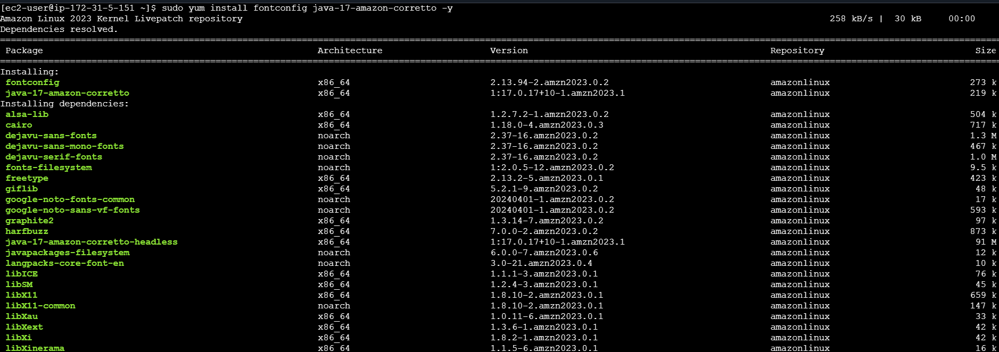 [ec2-user@ip-172-31-5-151 ~]$ sudo yum install fontconfig java-17-amazon-corretto -y
Amazon Linux 2023 Kernel Livepatch repository 258 kB/s | 30 kB 00:00
Dependencies resolved.
Package Architecture Version Repository Size
Installing:
fontconfig x86_64 2.13.94-2.amzn2023.0.2 amazonlinux 273 k
java-17-amazon-corretto x86_64 1:17.0.17+10-1.amzn2023.1 amazonlinux 219 k
Installing dependencies:
alsa-lib x86_64 1.2.7.2-1.amzn2023.0.2 amazonlinux 504 k
cairo x86_64 1.18.0-4.amzn2023.0.3 amazonlinux 717 k
dejavu-sans-fonts noarch 2.37-16.amzn2023.0.2 amazonlinux 1.3 M
dejavu-sans-mono-fonts noarch 2.37-16.amzn2023.0.2 amazonlinux 467 k
dejavu-serif-fonts noarch 2.37-16.amzn2023.0.2 amazonlinux 1.0 M
fonts-filesystem noarch 1:2.0.5-12.amzn2023.0.2 amazonlinux 9.5 k
freetype x86_64 2.13.2-5.amzn2023.0.1 amazonlinux 423 k
giflib x86_64 5.2.1-9.amzn2023.0.2 amazonlinux 48 k
google-noto-fonts-common noarch 20240401-1.amzn2023.0.2 amazonlinux 17 k
google-noto-sans-vf-fonts noarch 20240401-1.amzn2023.0.2 amazonlinux 593 k
graphite2 x86_64 1.3.14-7.amzn2023.0.2 amazonlinux 97 k
harfbuzz x86_64 7.0.0-2.amzn2023.0.2 amazonlinux 873 k
java-17-amazon-corretto-headless x86_64 1:17.0.17+10-1.amzn2023.1 amazonlinux 91 M
javapackages-filesystem noarch 6.0.0-7.amzn2023.0.6 amazonlinux 12 k
langpacks-core-font-en noarch 3.0-21.amzn2023.0.4 amazonlinux 10 k
libICE x86_64 1.1.1-3.amzn2023.0.1 amazonlinux 76 k
libSM x86_64 1.2.4-3.amzn2023.0.1 amazonlinux 45 k
libX11 x86_64 1.8.10-2.amzn2023.0.1 amazonlinux 659 k
libX11-common noarch 1.8.10-2.amzn2023.0.1 amazonlinux 147 k
libXau x86_64 1.0.11-6.amzn2023.0.1 amazonlinux 33 k
libXext x86_64 1.3.6-1.amzn2023.0.1 amazonlinux 42 k
libXi x86_64 1.8.2-1.amzn2023.0.1 amazonlinux 42 k
libXinerama x86_64 1.1.5-6.amzn2023.0.1 amazonlinux 16 k